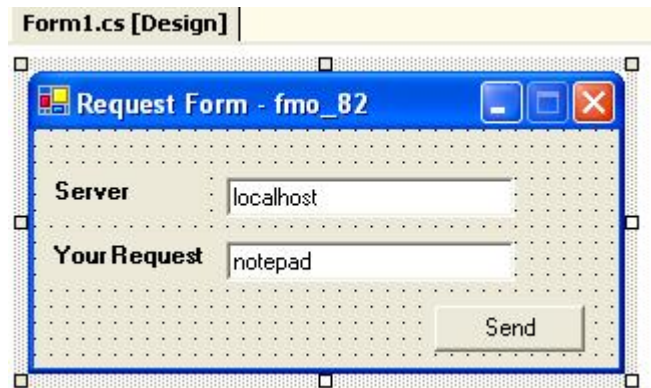 Form1.cs [Design]
Request Form - fmo_82
Server
localhost
Your Request
notepad
Send